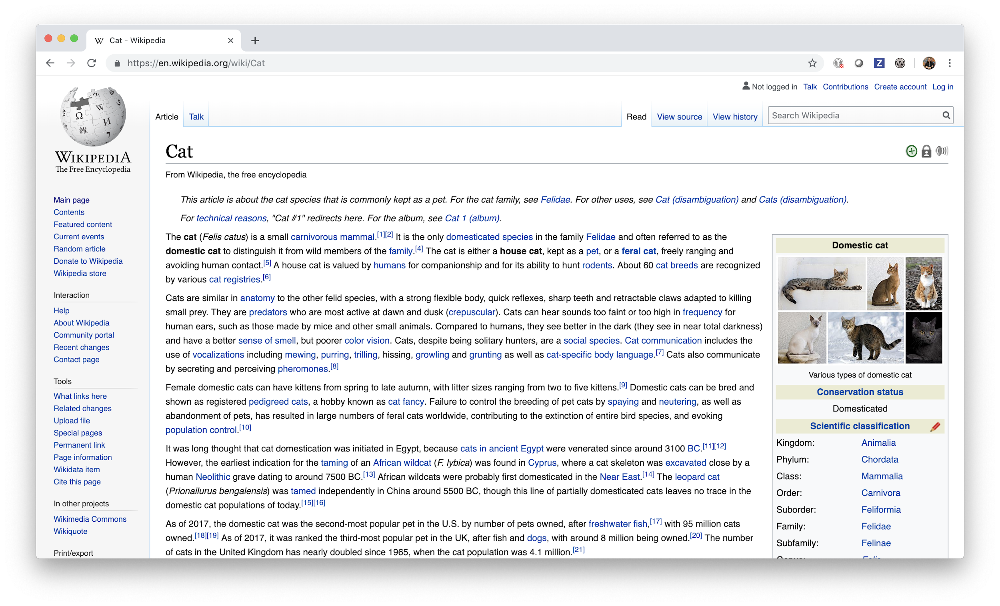 Cat - Wikipedia
https://en.wikipedia.org/wiki/Cat
Z
W
Not logged in Talk Contributions Create account Log in
Article Talk Read View source View history Search Wikipedia
Ω W И 維 7
WIKIPEDIA
The Free Encyclopedia
Main page
Contents
Featured content
Current events
Random article
Donate to Wikipedia
Wikipedia store
Interaction
Help
About Wikipedia
Community portal
Recent changes
Contact page
Tools
What links here
Related changes
Upload file
Special pages
Permanent link
Page information
Wikidata item
Cite this page
In other projects
Wikimedia Commons
Wikiquote
Print/export
Cat
From Wikipedia, the free encyclopedia
This article is about the cat species that is commonly kept as a pet. For the cat family, see Felidae. For other uses, see Cat (disambiguation) and Cats (disambiguation).
For technical reasons, "Cat #1" redirects here. For the album, see Cat 1 (album).
The cat (Felis catus) is a small carnivorous mammal.[1][2] It is the only domesticated species in the family Felidae and often referred to as the
domestic cat to distinguish it from wild members of the family.[4] The cat is either a house cat, kept as a pet, or a feral cat, freely ranging and
avoiding human contact.[5] A house cat is valued by humans for companionship and for its ability to hunt rodents. About 60 cat breeds are recognized
by various cat registries.[6]
Cats are similar in anatomy to the other felid species, with a strong flexible body, quick reflexes, sharp teeth and retractable claws adapted to killing
small prey. They are predators who are most active at dawn and dusk (crepuscular). Cats can hear sounds too faint or too high in frequency for
human ears, such as those made by mice and other small animals. Compared to humans, they see better in the dark (they see in near total darkness)
and have a better sense of smell, but poorer color vision. Cats, despite being solitary hunters, are a social species. Cat communication includes the
use of vocalizations including mewing, purring, trilling, hissing, growling and grunting as well as cat-specific body language.[7] Cats also communicate
by secreting and perceiving pheromones.[8]
Female domestic cats can have kittens from spring to late autumn, with litter sizes ranging from two to five kittens.[9] Domestic cats can be bred and
shown as registered pedigreed cats, a hobby known as cat fancy. Failure to control the breeding of pet cats by spaying and neutering, as well as
abandonment of pets, has resulted in large numbers of feral cats worldwide, contributing to the extinction of entire bird species, and evoking
population control.[10]
It was long thought that cat domestication was initiated in Egypt, because cats in ancient Egypt were venerated since around 3100 BC.[11][12]
However, the earliest indication for the taming of an African wildcat (F. lybica) was found in Cyprus, where a cat skeleton was excavated close by a
human Neolithic grave dating to around 7500 BC.[13] African wildcats were probably first domesticated in the Near East.[14] The leopard cat
(Prionailurus bengalensis) was tamed independently in China around 5500 BC, though this line of partially domesticated cats leaves no trace in the
domestic cat populations of today.[15][16]
As of 2017, the domestic cat was the second-most popular pet in the U.S. by number of pets owned, after freshwater fish,[17] with 95 million cats
owned.[18][19] As of 2017, it was ranked the third-most popular pet in the UK, after fish and dogs, with around 8 million being owned.[20] The number
of cats in the United Kingdom has nearly doubled since 1965, when the cat population was 4.1 million.[21]
Domestic cat
Various types of domestic cat
Conservation status
Domesticated
Scientific classification
Kingdom: Animalia
Phylum: Chordata
Class: Mammalia
Order: Carnivora
Suborder: Feliformia
Family: Felidae
Subfamily: Felinae